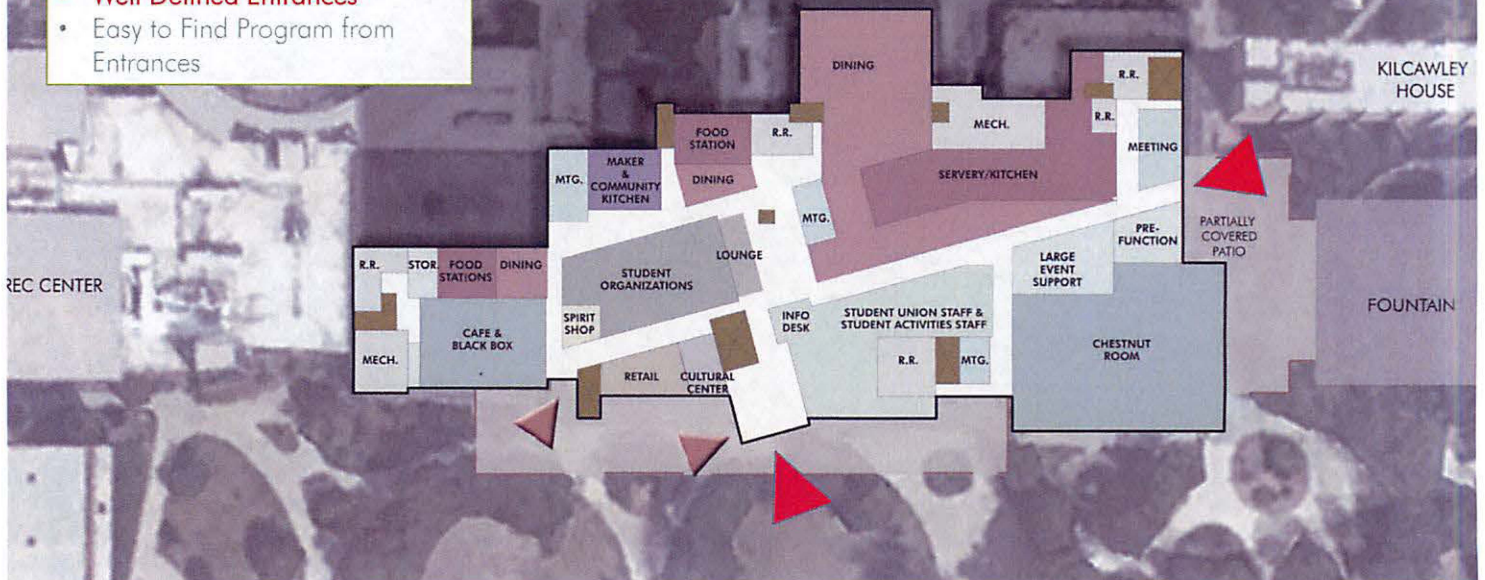 Well Defined Entrances
• Easy to Find Program from
Entrances
DINING
R.R.
KILCAWLEY
HOUSE
FOOD
STATION
R.R.
MECH.
R.R.
MEETING
MTG.
MAKER
&
COMMUNITY
KITCHEN
DINING
SERVERY/KITCHEN
MTG.
PARTIALLY
COVERED
PATIO
PRE-
FUNCTION
R.R.
STOR.
FOOD
STATIONS
DINING
LOUNGE
STUDENT
ORGANIZATIONS
LARGE
EVENT
SUPPORT
REC CENTER
FOUNTAIN
SPIRIT
SHOP
INFO
DESK
STUDENT UNION STAFF &
STUDENT ACTIVITIES STAFF
CAFE &
BLACK BOX
CHESTNUT
ROOM
MECH.
R.R.
MTG.
RETAIL
CULTURAL
CENTER